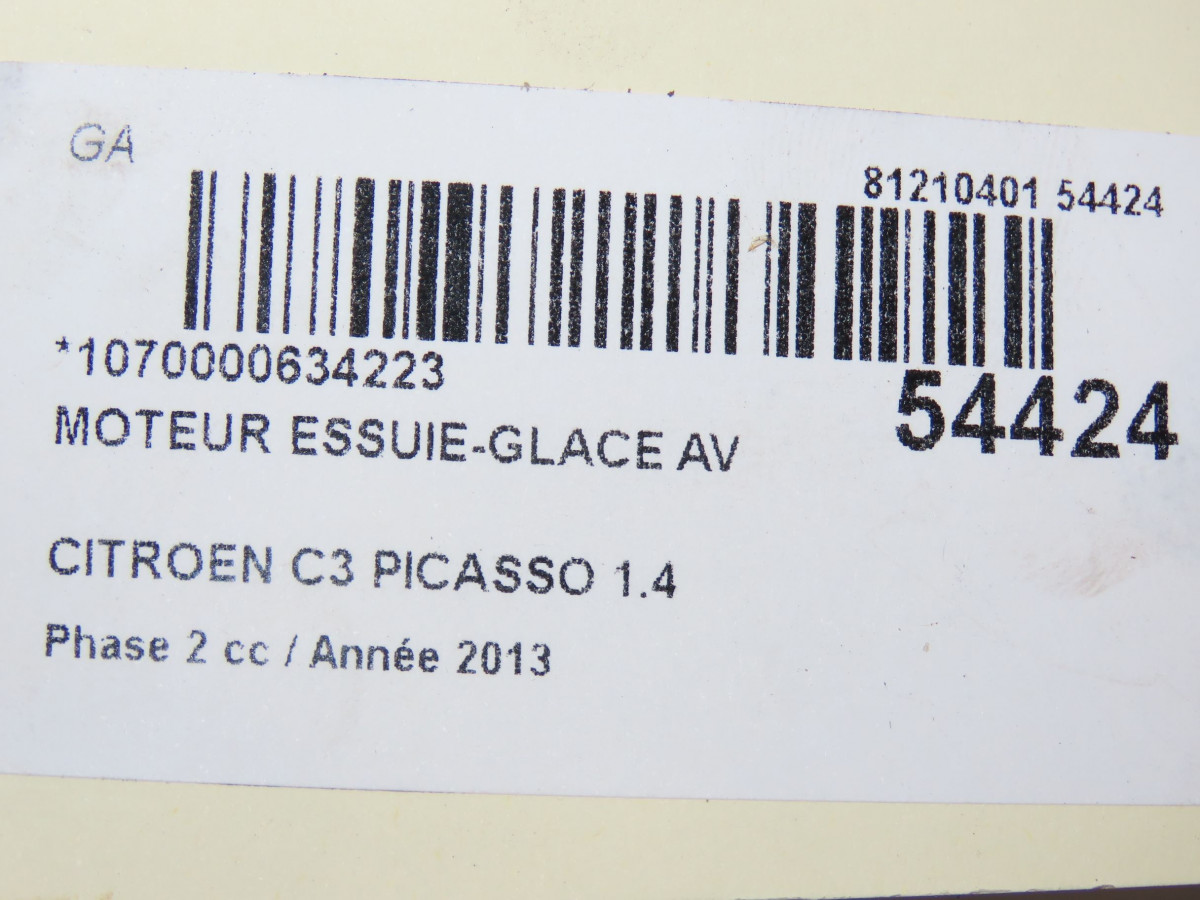 GA
81210401 54424
*1070000634223
54424
MOTEUR ESSUIE-GLACE AV
CITROEN C3 PICASSO 1.4
Phase 2 cc / Année 2013